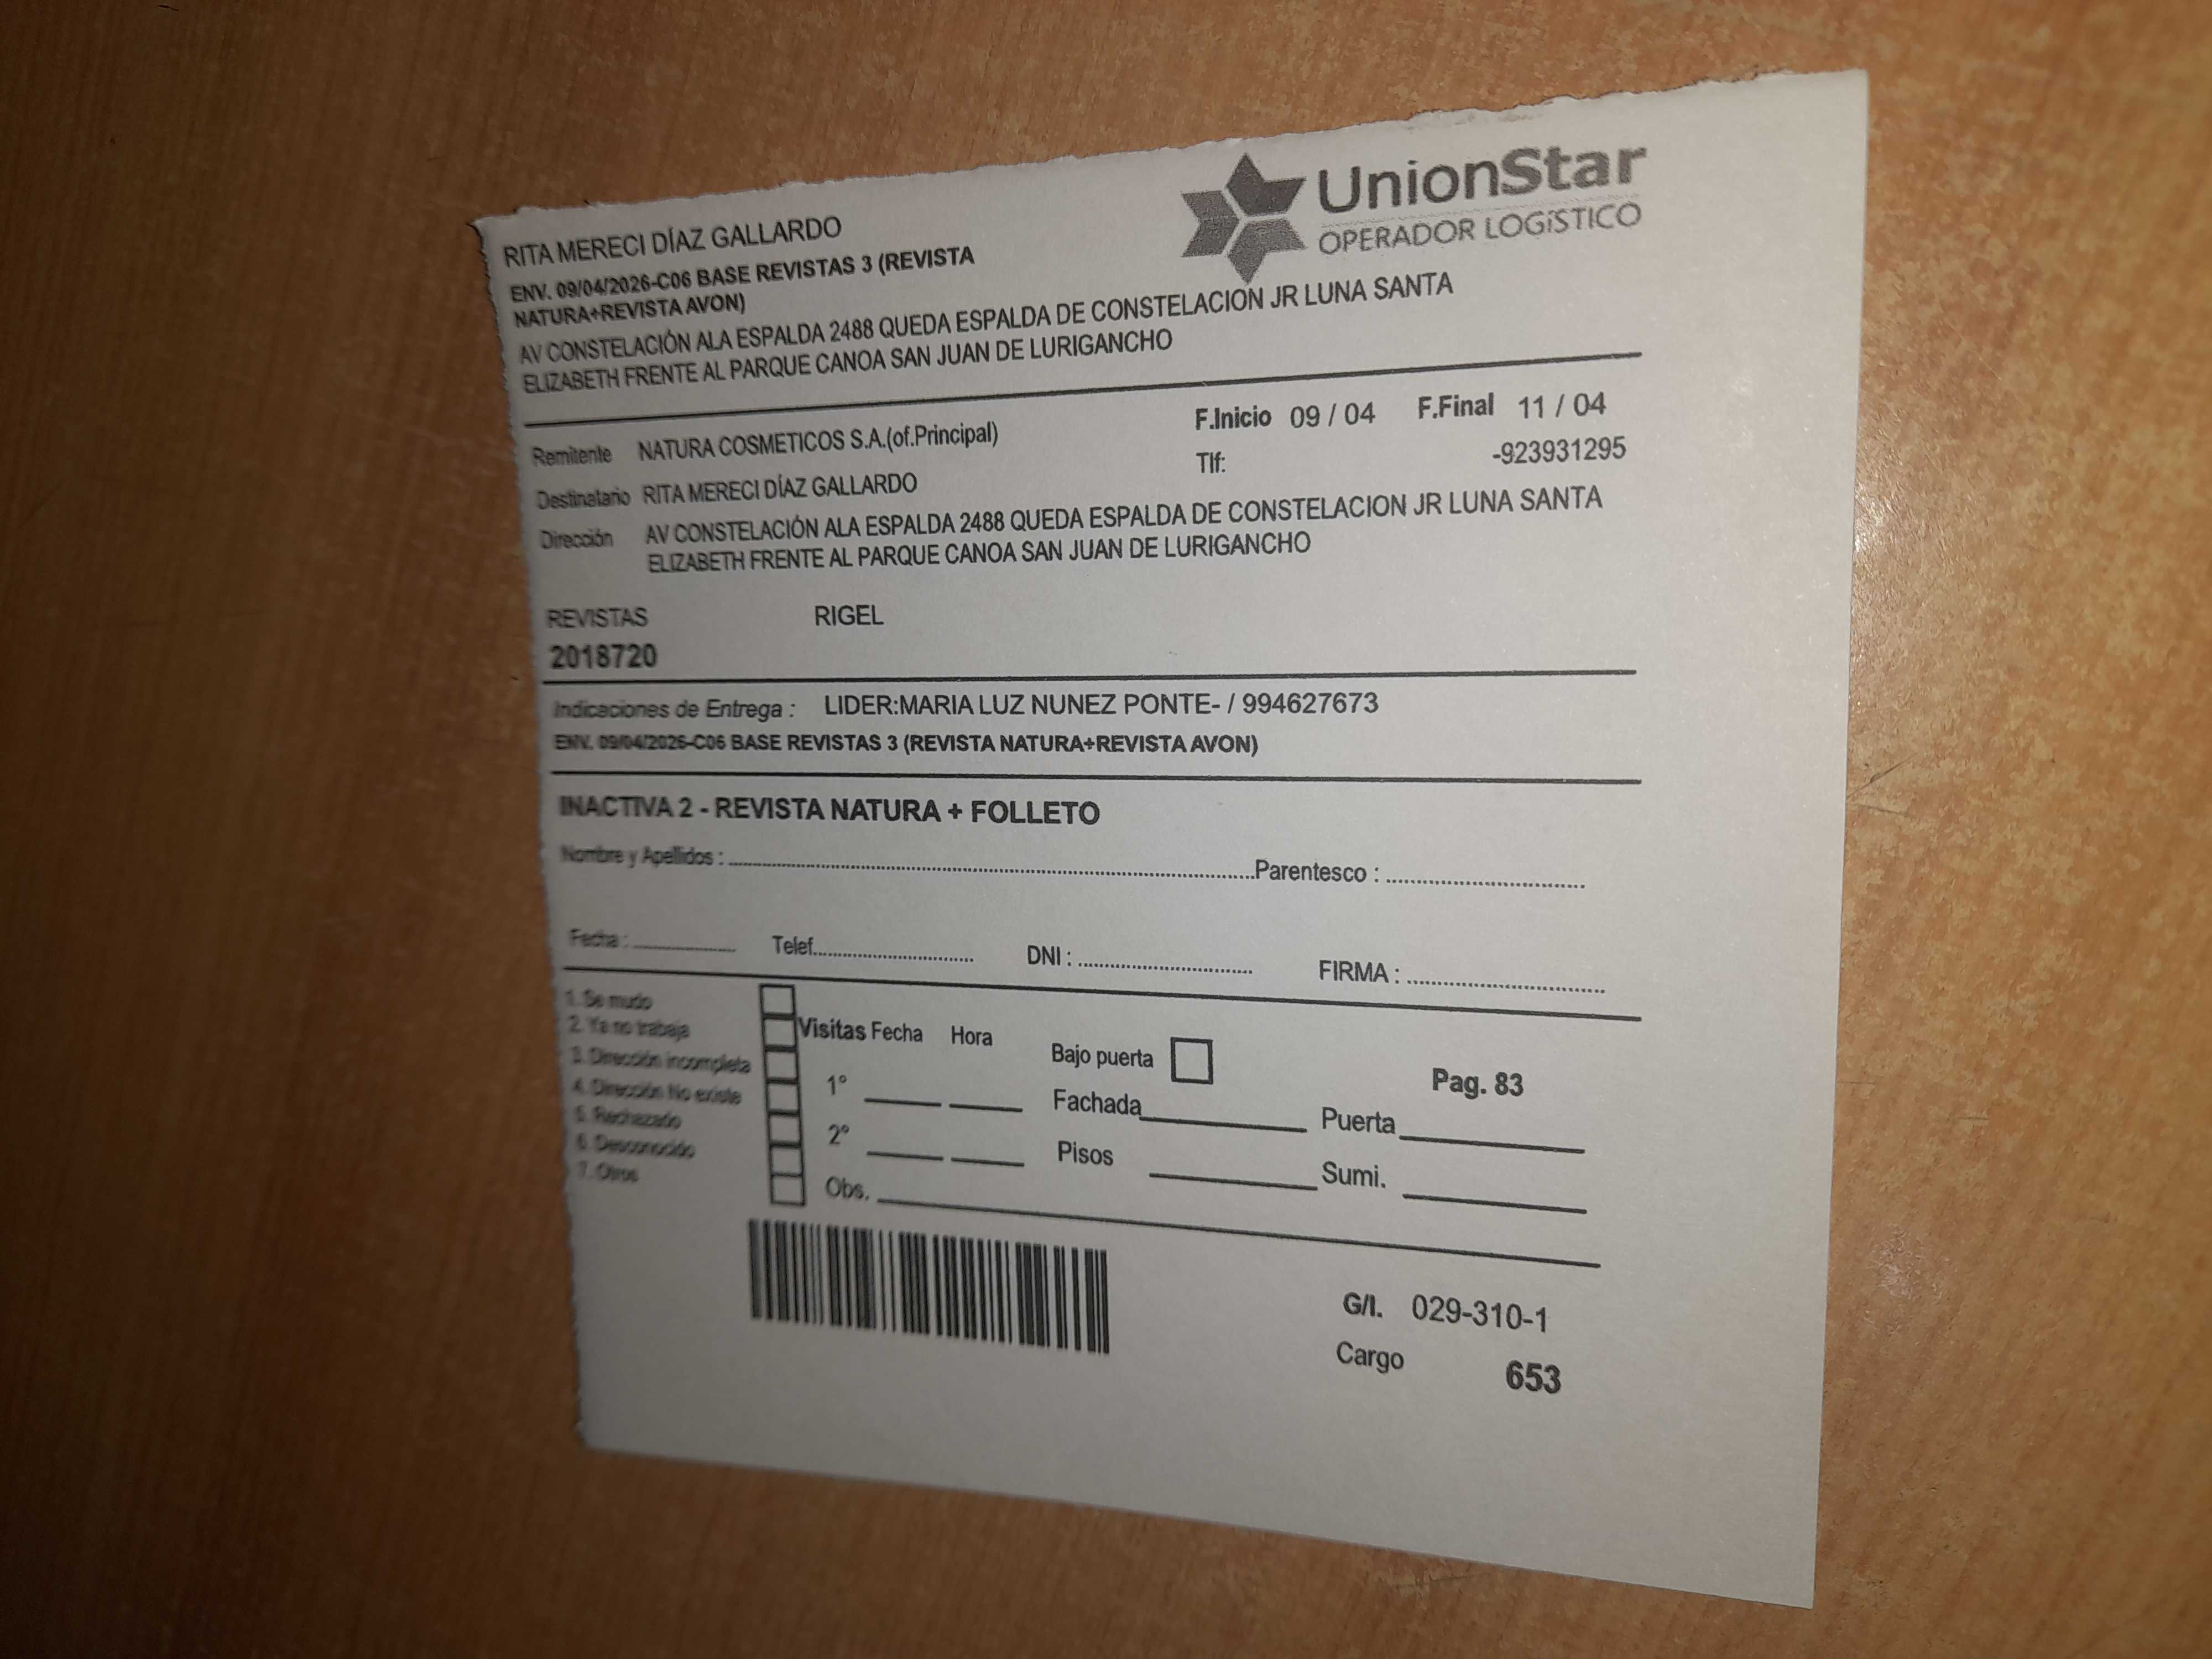 UnionStar
OPERADOR LOGíSTICO
RITA MERECI DÍAZ GALLARDO
ENV. 09/04/2026-C06 BASE REVISTAS 3 (REVISTA
NATURA+REVISTA AVON)
AV CONSTELACIÓN ALA ESPALDA 2488 QUEDA ESPALDA DE CONSTELACION JR LUNA SANTA
ELIZABETH FRENTE AL PARQUE CANOA SAN JUAN DE LURIGANCHO
Remitente NATURA COSMETICOS S.A.(of.Principal) F.Inicio 09 / 04 F.Final 11 / 04
Tlf: -923931295
Destinatario RITA MERECI DÍAZ GALLARDO
Dirección AV CONSTELACIÓN ALA ESPALDA 2488 QUEDA ESPALDA DE CONSTELACION JR LUNA SANTA
ELIZABETH FRENTE AL PARQUE CANOA SAN JUAN DE LURIGANCHO
REVISTAS RIGEL
2018720
Indicaciones de Entrega : LIDER:MARIA LUZ NUNEZ PONTE- / 994627673
ENV. 09/04/2026-C06 BASE REVISTAS 3 (REVISTA NATURA+REVISTA AVON)
INACTIVA 2 - REVISTA NATURA + FOLLETO
Nombre y Apellidos : Parentesco :
Fecha : Telef. DNI : FIRMA :
1. Se mudo
2. Ya no trabaja
3. Dirección incompleta
4. Dirección No existe
5. Rechazado
6. Desconocido
7. Otros
Visitas Fecha Hora
1°
2°
Obs.
Bajo puerta Pag. 83
Fachada Puerta
Pisos Sumi.
G/I. 029-310-1
Cargo 653